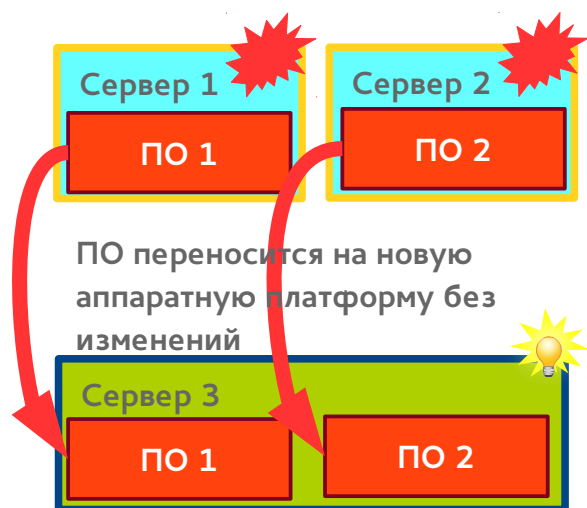 Сервер 1
Сервер 2
ПО 1
ПО 2
ПО переносится на новую
аппаратную платформу без
изменений
Сервер 3
ПО 1
ПО 2